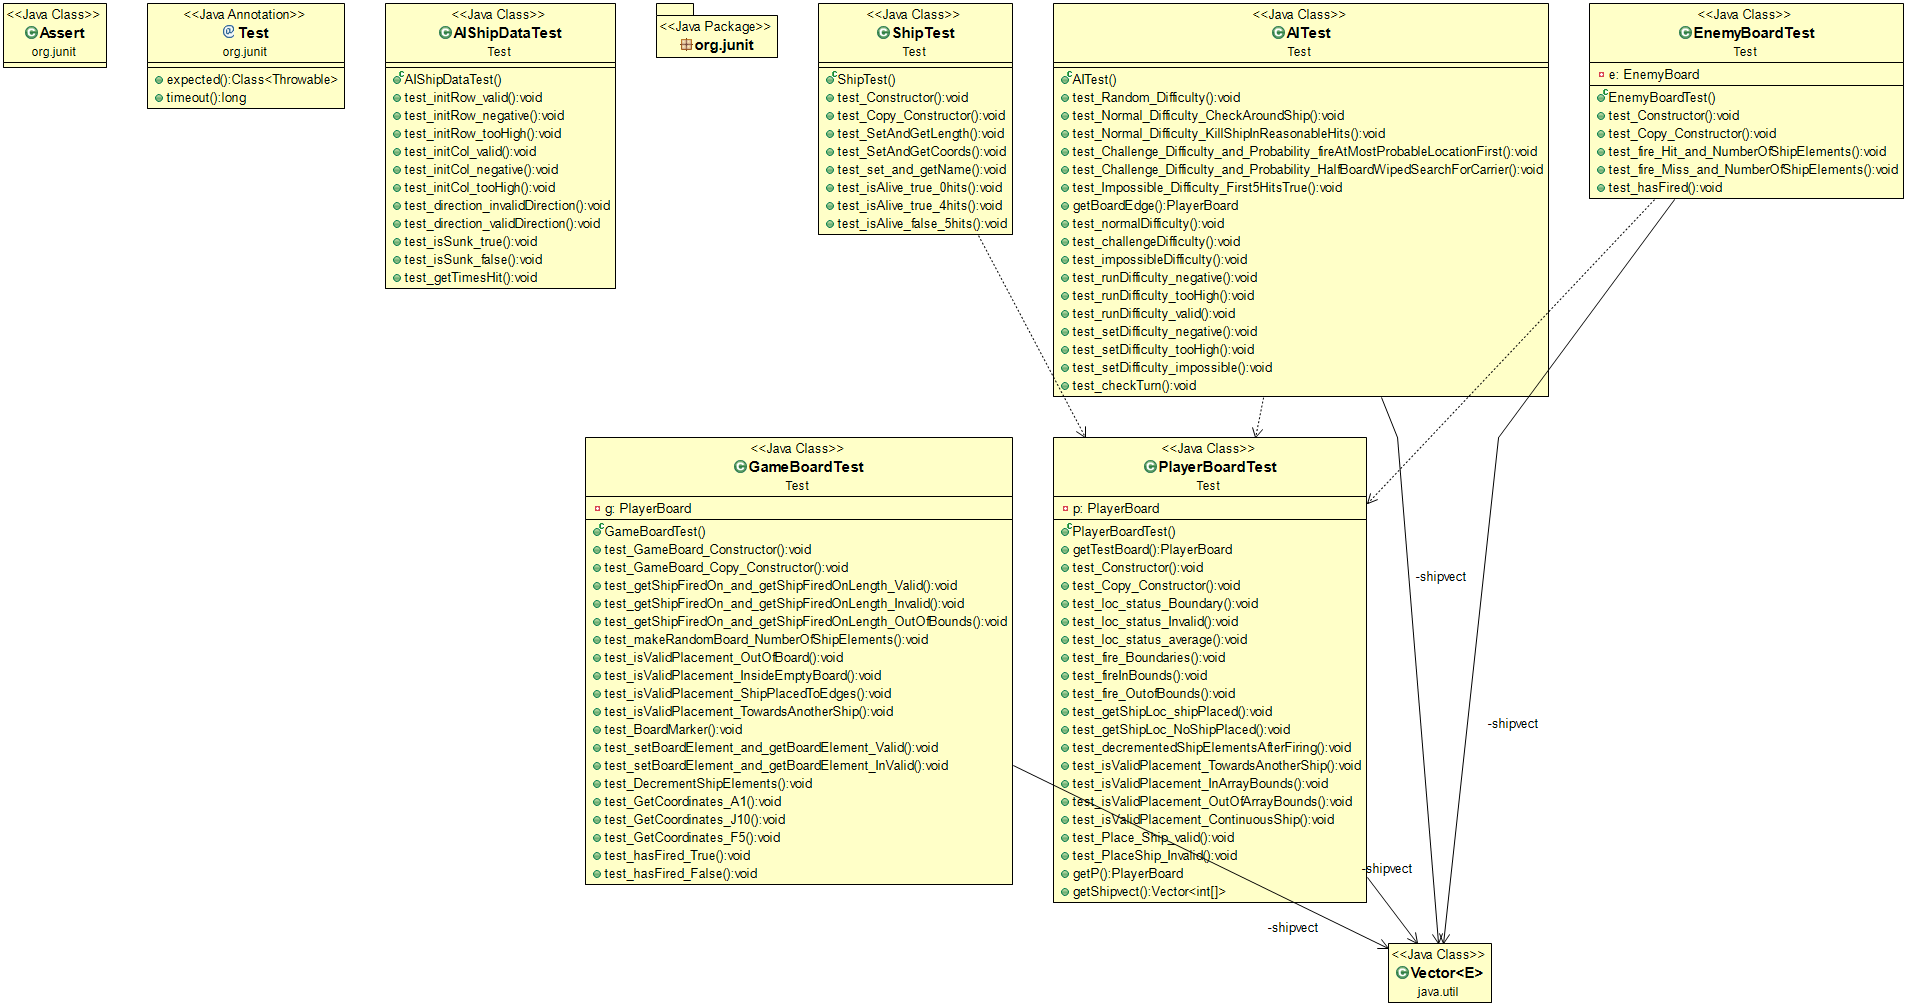 <<Java Class>>
Assert
org.junit
<<Java Annotation>>
Test
org.junit
expected():Class<Throwable>
timeout():long
<<Java Class>>
AIShipDataTest
Test
AIShipDataTest()
test_initRow_valid():void
test_initRow_negative():void
test_initRow_tooHigh():void
test_initCol_valid():void
test_initCol_negative():void
test_initCol_tooHigh():void
test_direction_invalidDirection():void
test_direction_validDirection():void
test_isSunk_true():void
test_isSunk_false():void
test_getTimesHit():void
<<Java Package>>
org.junit
<<Java Class>>
ShipTest
Test
ShipTest()
test_Constructor():void
test_Copy_Constructor():void
test_SetAndGetLength():void
test_SetAndGetCoords():void
test_set_and_getName():void
test_isAlive_true_0hits():void
test_isAlive_true_4hits():void
test_isAlive_false_5hits():void
<<Java Class>>
AITest
Test
AITest()
test_Random_Difficulty():void
test_Normal_Difficulty_CheckAroundShip():void
test_Normal_Difficulty_KillShipInReasonableHits():void
test_Challenge_Difficulty_and_Probability_fireAtMostProbableLocationFirst():void
test_Challenge_Difficulty_and_Probability_HalfBoardWipedSearchForCarrier():void
test_Impossible_Difficulty_First5HitsTrue():void
getBoardEdge():PlayerBoard
test_normalDifficulty():void
test_challengeDifficulty():void
test_impossibleDifficulty():void
test_runDifficulty_negative():void
test_runDifficulty_tooHigh():void
test_runDifficulty_valid():void
test_setDifficulty_negative():void
test_setDifficulty_tooHigh():void
test_setDifficulty_impossible():void
test_checkTurn():void
<<Java Class>>
EnemyBoardTest
Test
e: EnemyBoard
EnemyBoardTest()
test_Constructor():void
test_Copy_Constructor():void
test_fire_Hit_and_NumberOfShipElements():void
test_fire_Miss_and_NumberOfShipElements():void
test_hasFired():void
<<Java Class>>
GameBoardTest
Test
g: PlayerBoard
GameBoardTest()
test_GameBoard_Constructor():void
test_GameBoard_Copy_Constructor():void
test_getShipFiredOn_and_getShipFiredOnLength_Valid():void
test_getShipFiredOn_and_getShipFiredOnLength_Invalid():void
test_getShipFiredOn_and_getShipFiredOnLength_OutOfBounds():void
test_makeRandomBoard_NumberOfShipElements():void
test_isValidPlacement_OutOfBoard():void
test_isValidPlacement_InsideEmptyBoard():void
test_isValidPlacement_ShipPlacedToEdges():void
test_isValidPlacement_TowardsAnotherShip():void
test_BoardMarker():void
test_setBoardElement_and_getBoardElement_Valid():void
test_setBoardElement_and_getBoardElement_InValid():void
test_DecrementShipElements():void
test_GetCoordinates_A1():void
test_GetCoordinates_J10():void
test_GetCoordinates_F5():void
test_hasFired_True():void
test_hasFired_False():void
<<Java Class>>
PlayerBoardTest
Test
p: PlayerBoard
PlayerBoardTest()
getTestBoard():PlayerBoard
test_Constructor():void
test_Copy_Constructor():void
test_loc_status_Boundary():void
test_loc_status_Invalid():void
test_loc_status_average():void
test_fire_Boundaries():void
test_fireInBounds():void
test_fire_OutofBounds():void
test_getShipLoc_shipPlaced():void
test_getShipLoc_NoShipPlaced():void
test_decrementedShipElementsAfterFiring():void
test_isValidPlacement_TowardsAnotherShip():void
test_isValidPlacement_InArrayBounds():void
test_isValidPlacement_OutOfArrayBounds():void
test_isValidPlacement_ContinuousShip():void
test_Place_Ship_valid():void
test_PlaceShip_Invalid():void
getP():PlayerBoard
getShipvect():Vector<int[]>
-shipvect
-shipvect
-shipvect
-shipvect
<<Java Class>>
Vector<E>
java.util